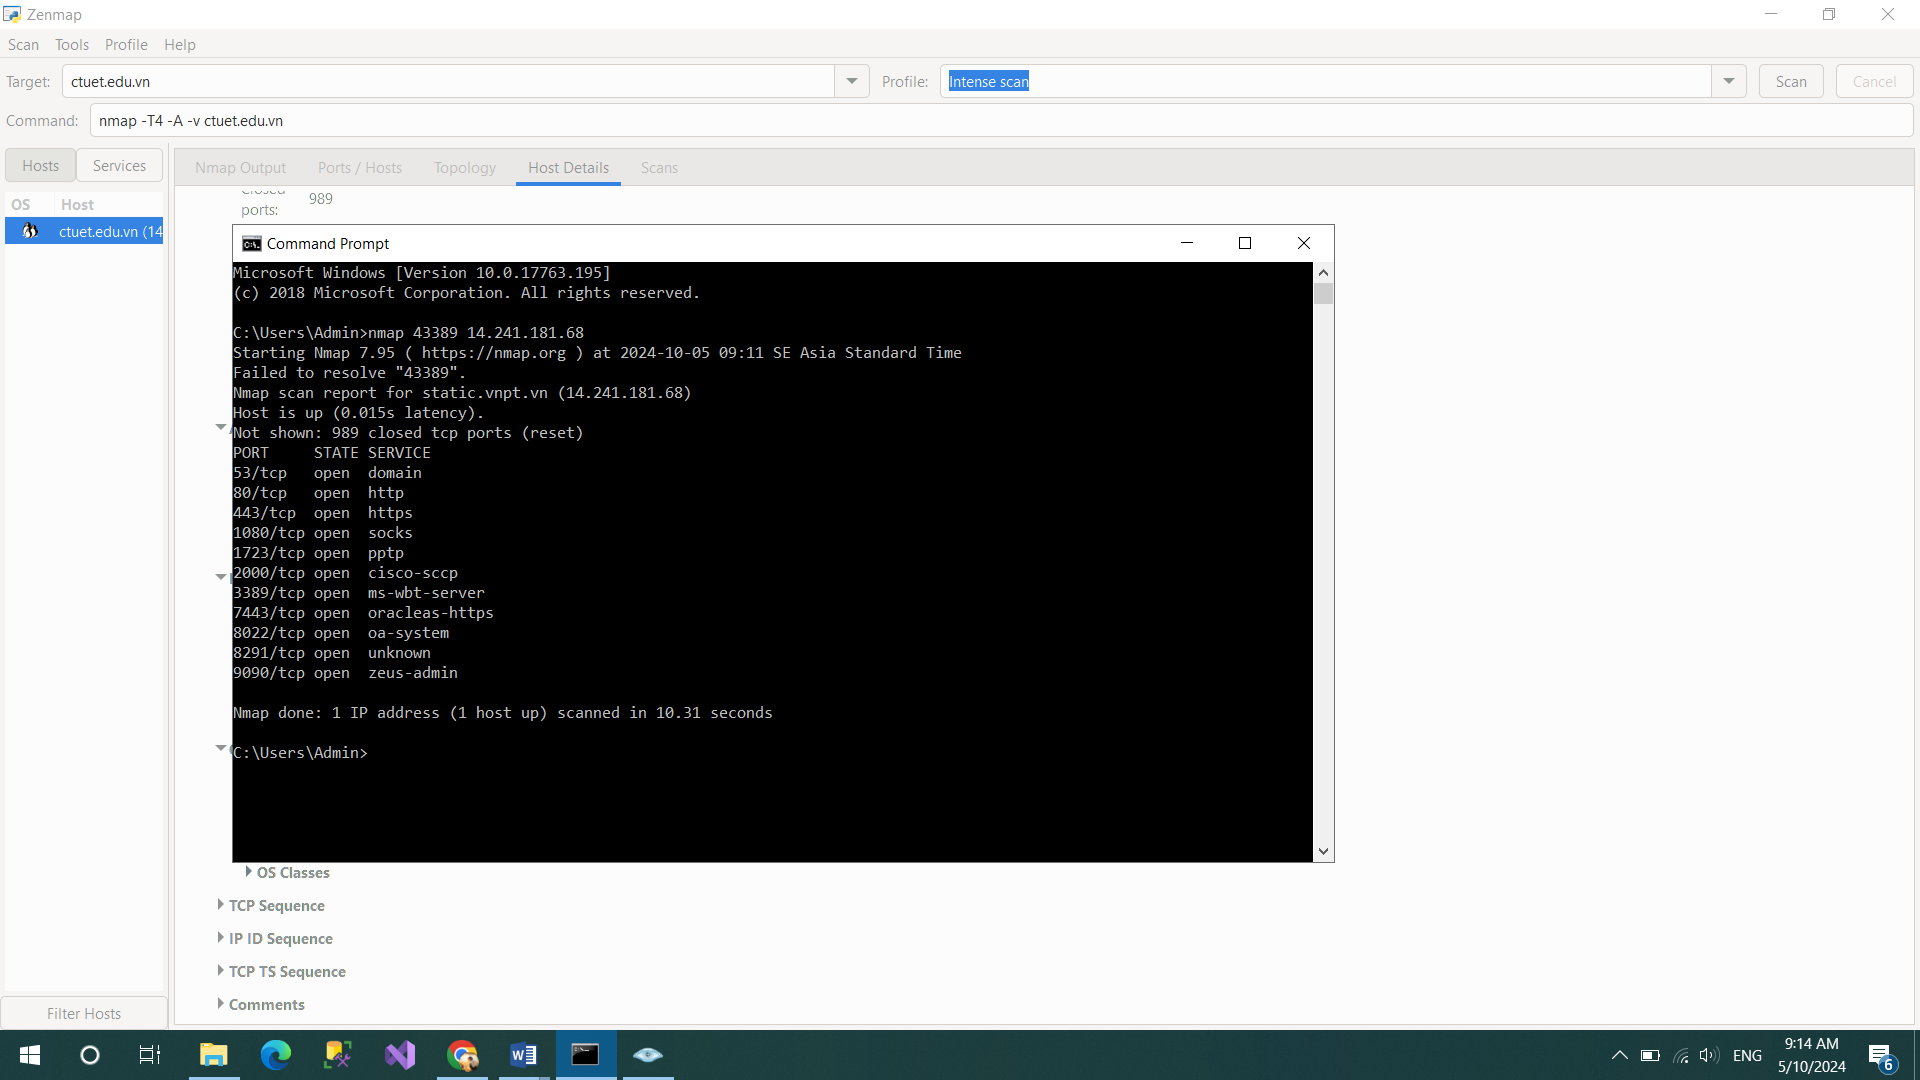 Zenmap
Scan Tools Profile Help
Target: ctuet.edu.vn Profile: Intense scan Scan Cancel
Command: nmap -T4 -A -v ctuet.edu.vn
Hosts Services
Nmap Output Ports / Hosts Topology Host Details Scans
OS Host
ctuet.edu.vn (14
Closed
ports: 989
Command Prompt
Microsoft Windows [Version 10.0.17763.195]
(c) 2018 Microsoft Corporation. All rights reserved.
C:\Users\Admin>nmap 43389 14.241.181.68
Starting Nmap 7.95 ( https://nmap.org ) at 2024-10-05 09:11 SE Asia Standard Time
Failed to resolve "43389".
Nmap scan report for static.vnpt.vn (14.241.181.68)
Host is up (0.015s latency).
Not shown: 989 closed tcp ports (reset)
PORT STATE SERVICE
53/tcp open domain
80/tcp open http
443/tcp open https
1080/tcp open socks
1723/tcp open pptp
2000/tcp open cisco-sccp
3389/tcp open ms-wbt-server
7443/tcp open oracleas-https
8022/tcp open oa-system
8291/tcp open unknown
9090/tcp open zeus-admin
Nmap done: 1 IP address (1 host up) scanned in 10.31 seconds
C:\Users\Admin>
OS Classes
TCP Sequence
IP ID Sequence
TCP TS Sequence
Comments
Filter Hosts
ENG
9:14 AM
5/10/2024
6